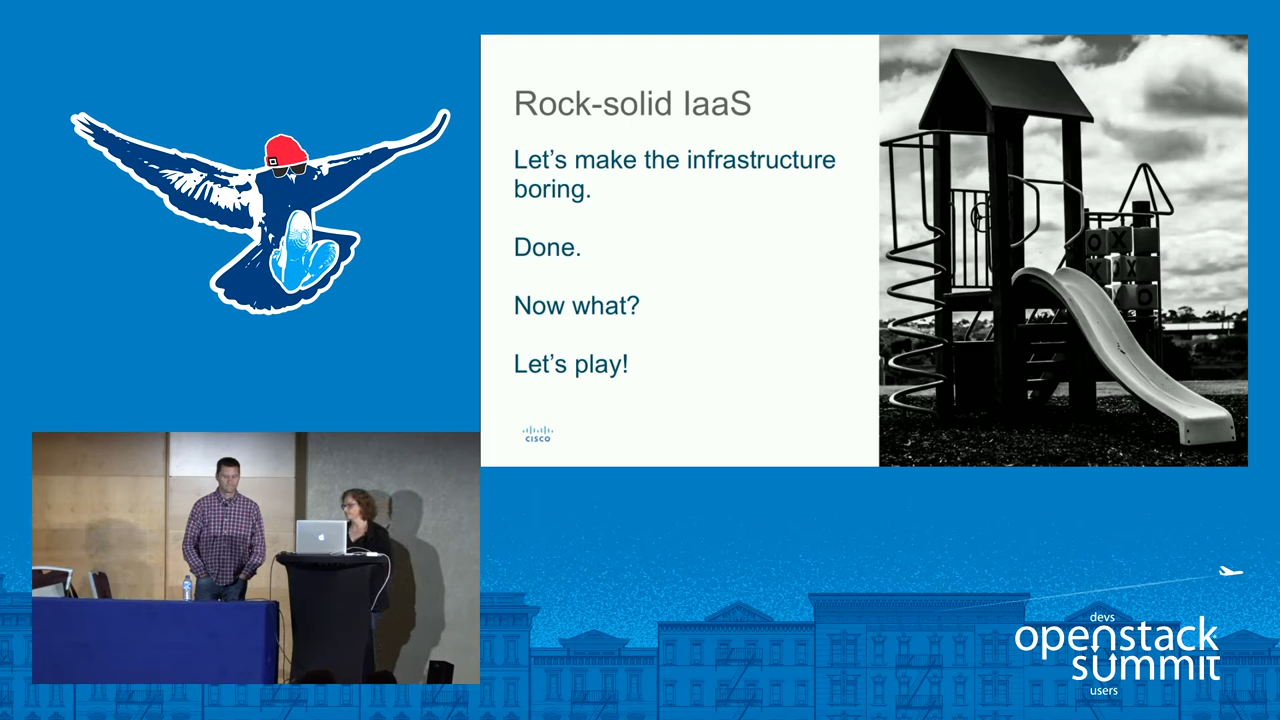 Rock-solid IaaS
Let's make the infrastructure
boring.
Done.
Now what?
Let's play!
CISCO
O X
X O X
X O
devs
openstack
summit
users